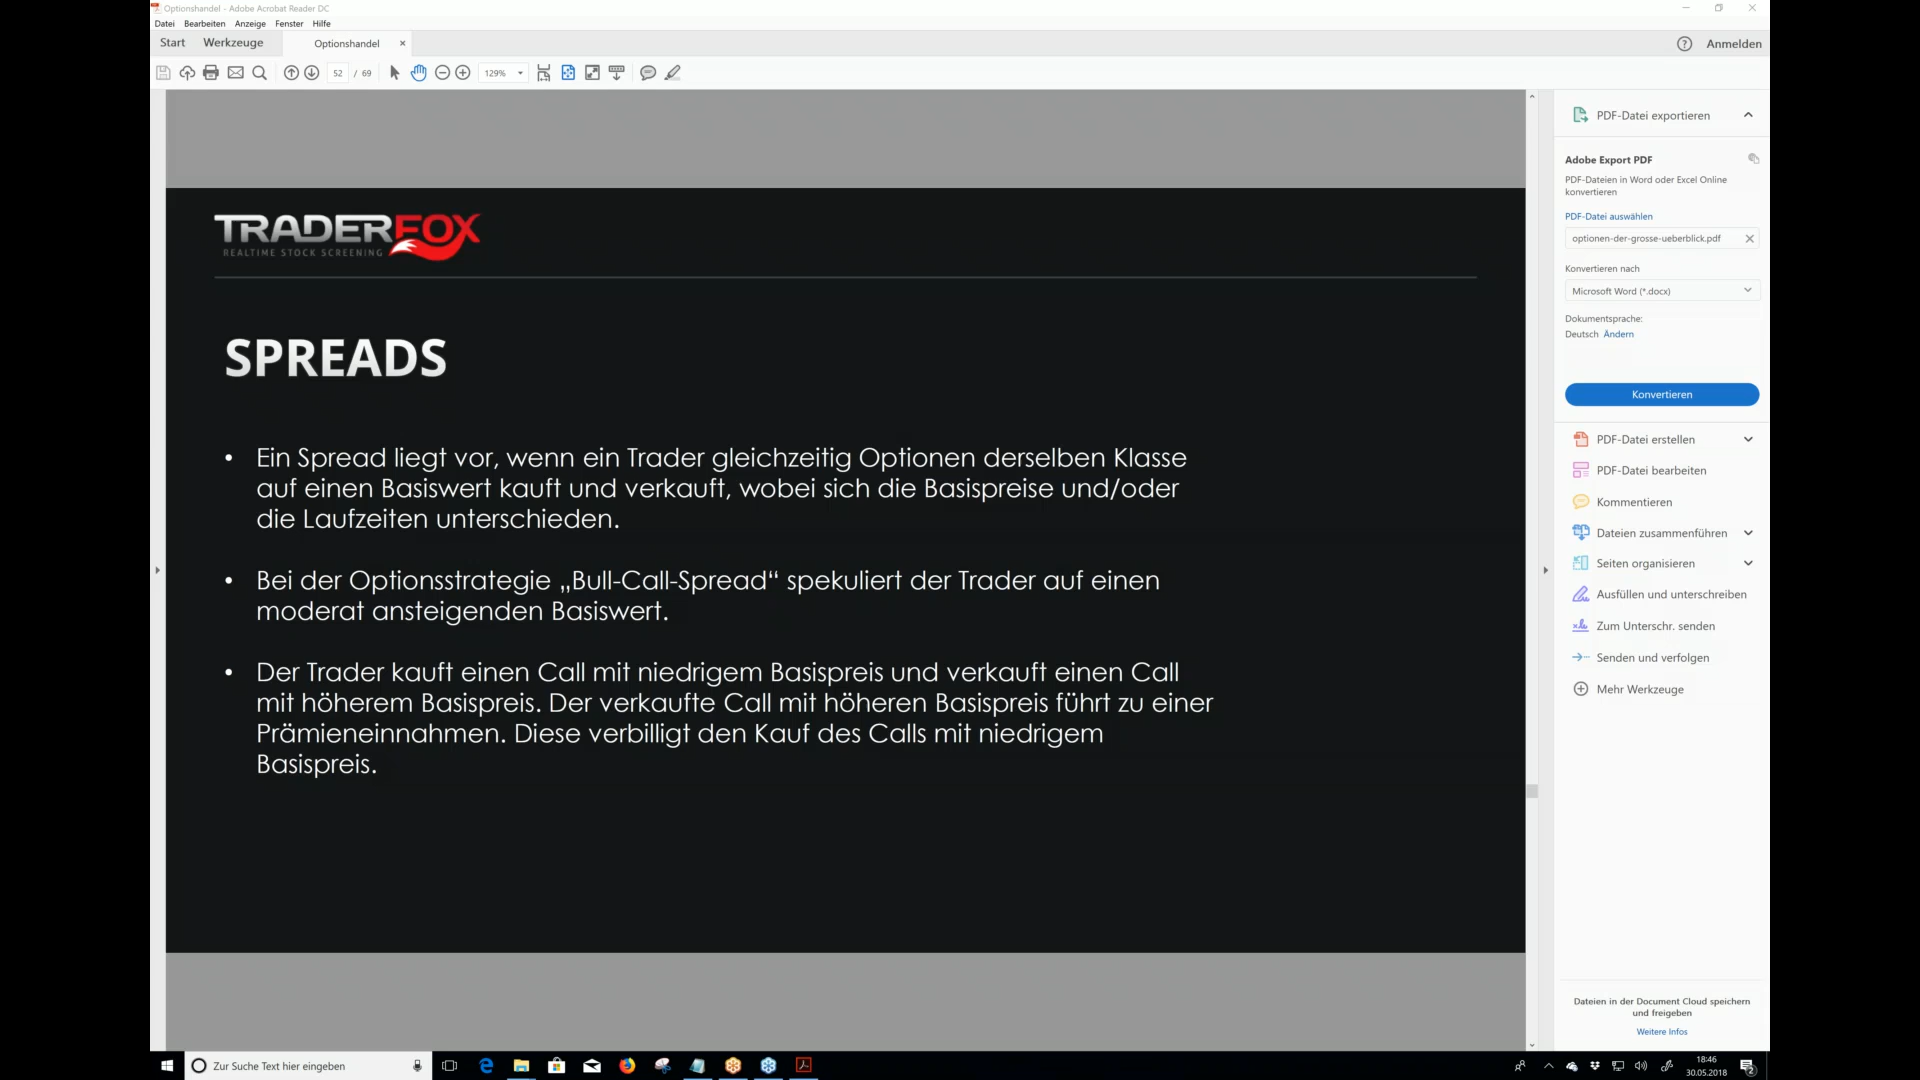 Optionshandel - Adobe Acrobat Reader DC
Datei Bearbeiten Anzeige Fenster Hilfe
Start Werkzeuge Optionshandel × Anmelden
52 / 69 129%
TRADERFOX
REALTIME STOCK SCREENING
SPREADS
• Ein Spread liegt vor, wenn ein Trader gleichzeitig Optionen derselben Klasse
auf einen Basiswert kauft und verkauft, wobei sich die Basispreise und/oder
die Laufzeiten unterschieden.
• Bei der Optionsstrategie „Bull-Call-Spread“ spekuliert der Trader auf einen
moderat ansteigenden Basiswert.
• Der Trader kauft einen Call mit niedrigem Basispreis und verkauft einen Call
mit höherem Basispreis. Der verkaufte Call mit höheren Basispreis führt zu einer
Prämieneinnahmen. Diese verbilligt den Kauf des Calls mit niedrigem
Basispreis.
PDF-Datei exportieren
Adobe Export PDF
PDF-Dateien in Word oder Excel Online
konvertieren
PDF-Datei auswählen
optionen-der-grosse-ueberblick.pdf
Konvertieren nach
Microsoft Word (*.docx)
Dokumentsprache:
Deutsch Ändern
Konvertieren
PDF-Datei erstellen
PDF-Datei bearbeiten
Kommentieren
Dateien zusammenführen
Seiten organisieren
Ausfüllen und unterschreiben
Zum Unterschr. senden
Senden und verfolgen
Mehr Werkzeuge
Dateien in der Document Cloud speichern
und freigeben
Weitere Infos
Zur Suche Text hier eingeben
18:46
30.05.2018
2